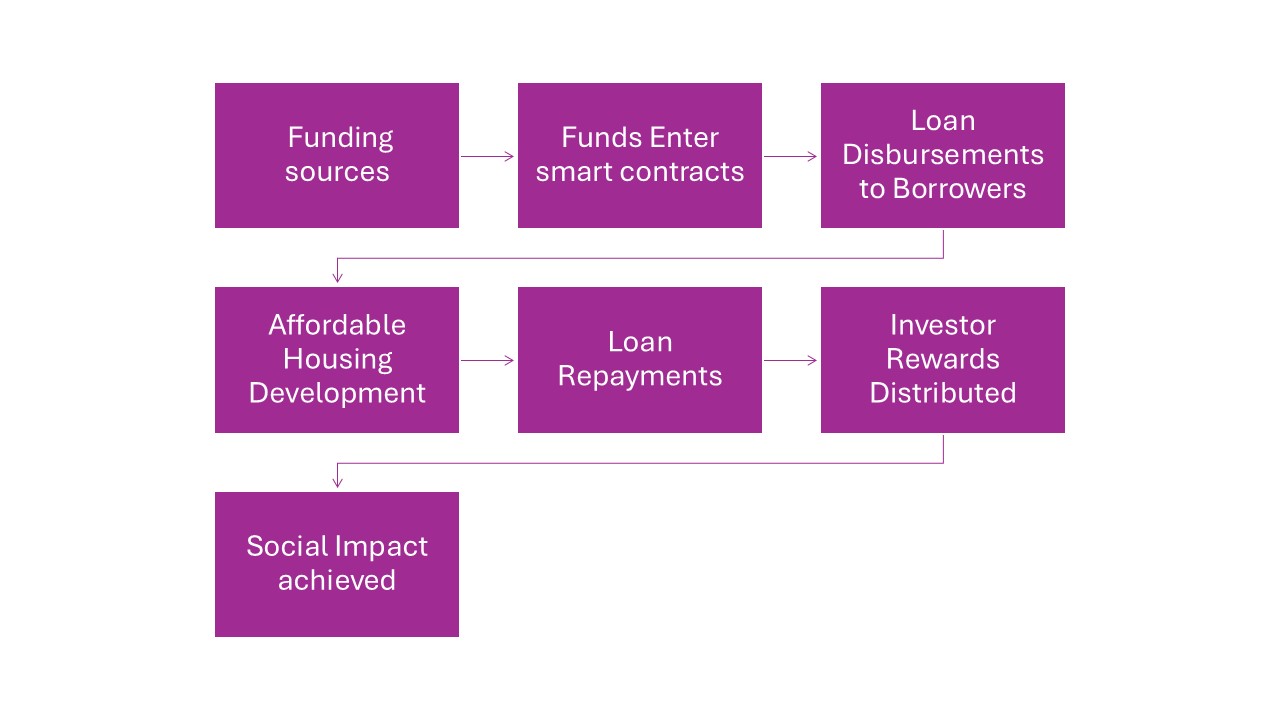 Funding
sources
Funds Enter
smart contracts
Loan
Disbursements
to Borrowers
Affordable
Housing
Development
Loan
Repayments
Investor
Rewards
Distributed
Social Impact
achieved